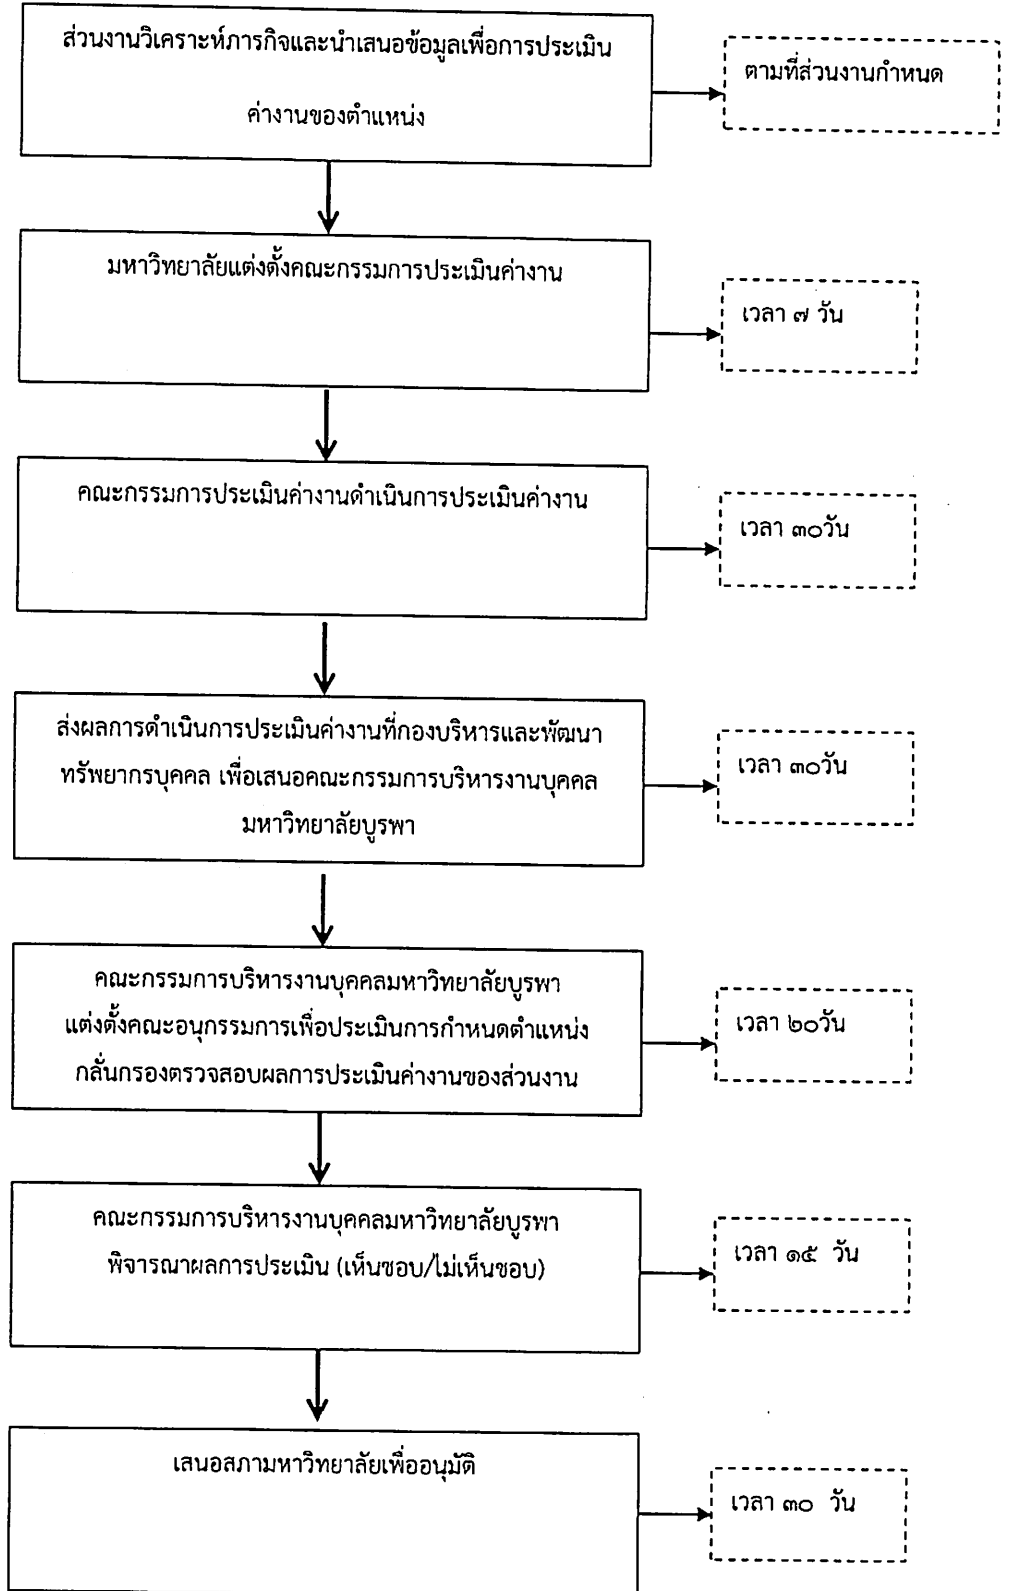 ส่วนงานวิเคราะห์ภารกิจและนำเสนอข้อมูลเพื่อการประเมิน
ค่างานของตำแหน่ง
ตามที่ส่วนงานกำหนด
มหาวิทยาลัยแต่งตั้งคณะกรรมการประเมินค่างาน
เวลา ๗ วัน
คณะกรรมการประเมินค่างานดำเนินการประเมินค่างาน
เวลา ๓๐วัน
ส่งผลการดำเนินการประเมินค่างานที่กองบริหารและพัฒนา
ทรัพยากรบุคคล เพื่อเสนอคณะกรรมการบริหารงานบุคคล
มหาวิทยาลัยบูรพา
เวลา ๓๐วัน
คณะกรรมการบริหารงานบุคคลมหาวิทยาลัยบูรพา
แต่งตั้งคณะอนุกรรมการเพื่อประเมินการกำหนดตำแหน่ง
กลั่นกรองตรวจสอบผลการประเมินค่างานของส่วนงาน
เวลา ๒๐วัน
คณะกรรมการบริหารงานบุคคลมหาวิทยาลัยบูรพา
พิจารณาผลการประเมิน (เห็นชอบ/ไม่เห็นชอบ)
เวลา ๑๕ วัน
เสนอสภามหาวิทยาลัยเพื่ออนุมัติ
เวลา ๓๐ วัน